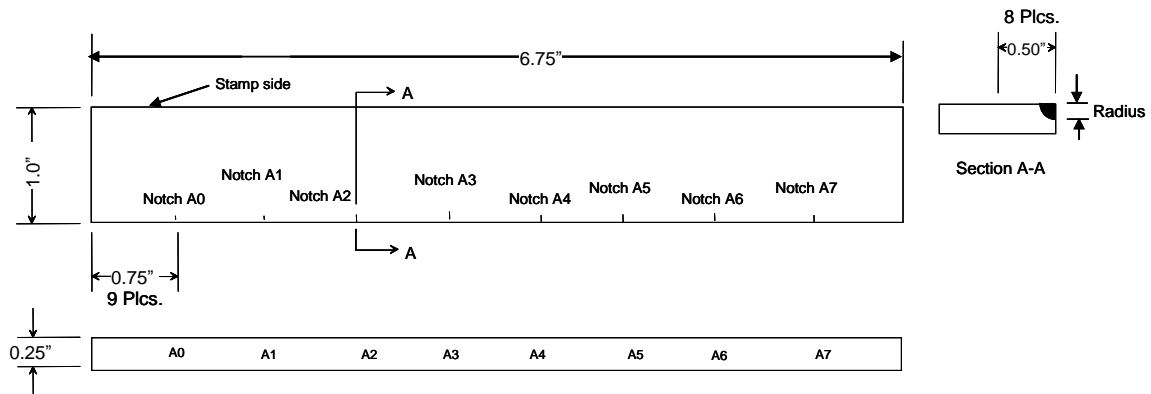 8 Plcs.
0.50”
6.75”
Stamp side
A
Radius
1.0”
Section A-A
Notch A0
Notch A1
Notch A2
Notch A3
Notch A4
Notch A5
Notch A6
Notch A7
A
0.75”
9 Plcs.
0.25”
A0 A1 A2 A3 A4 A5 A6 A7